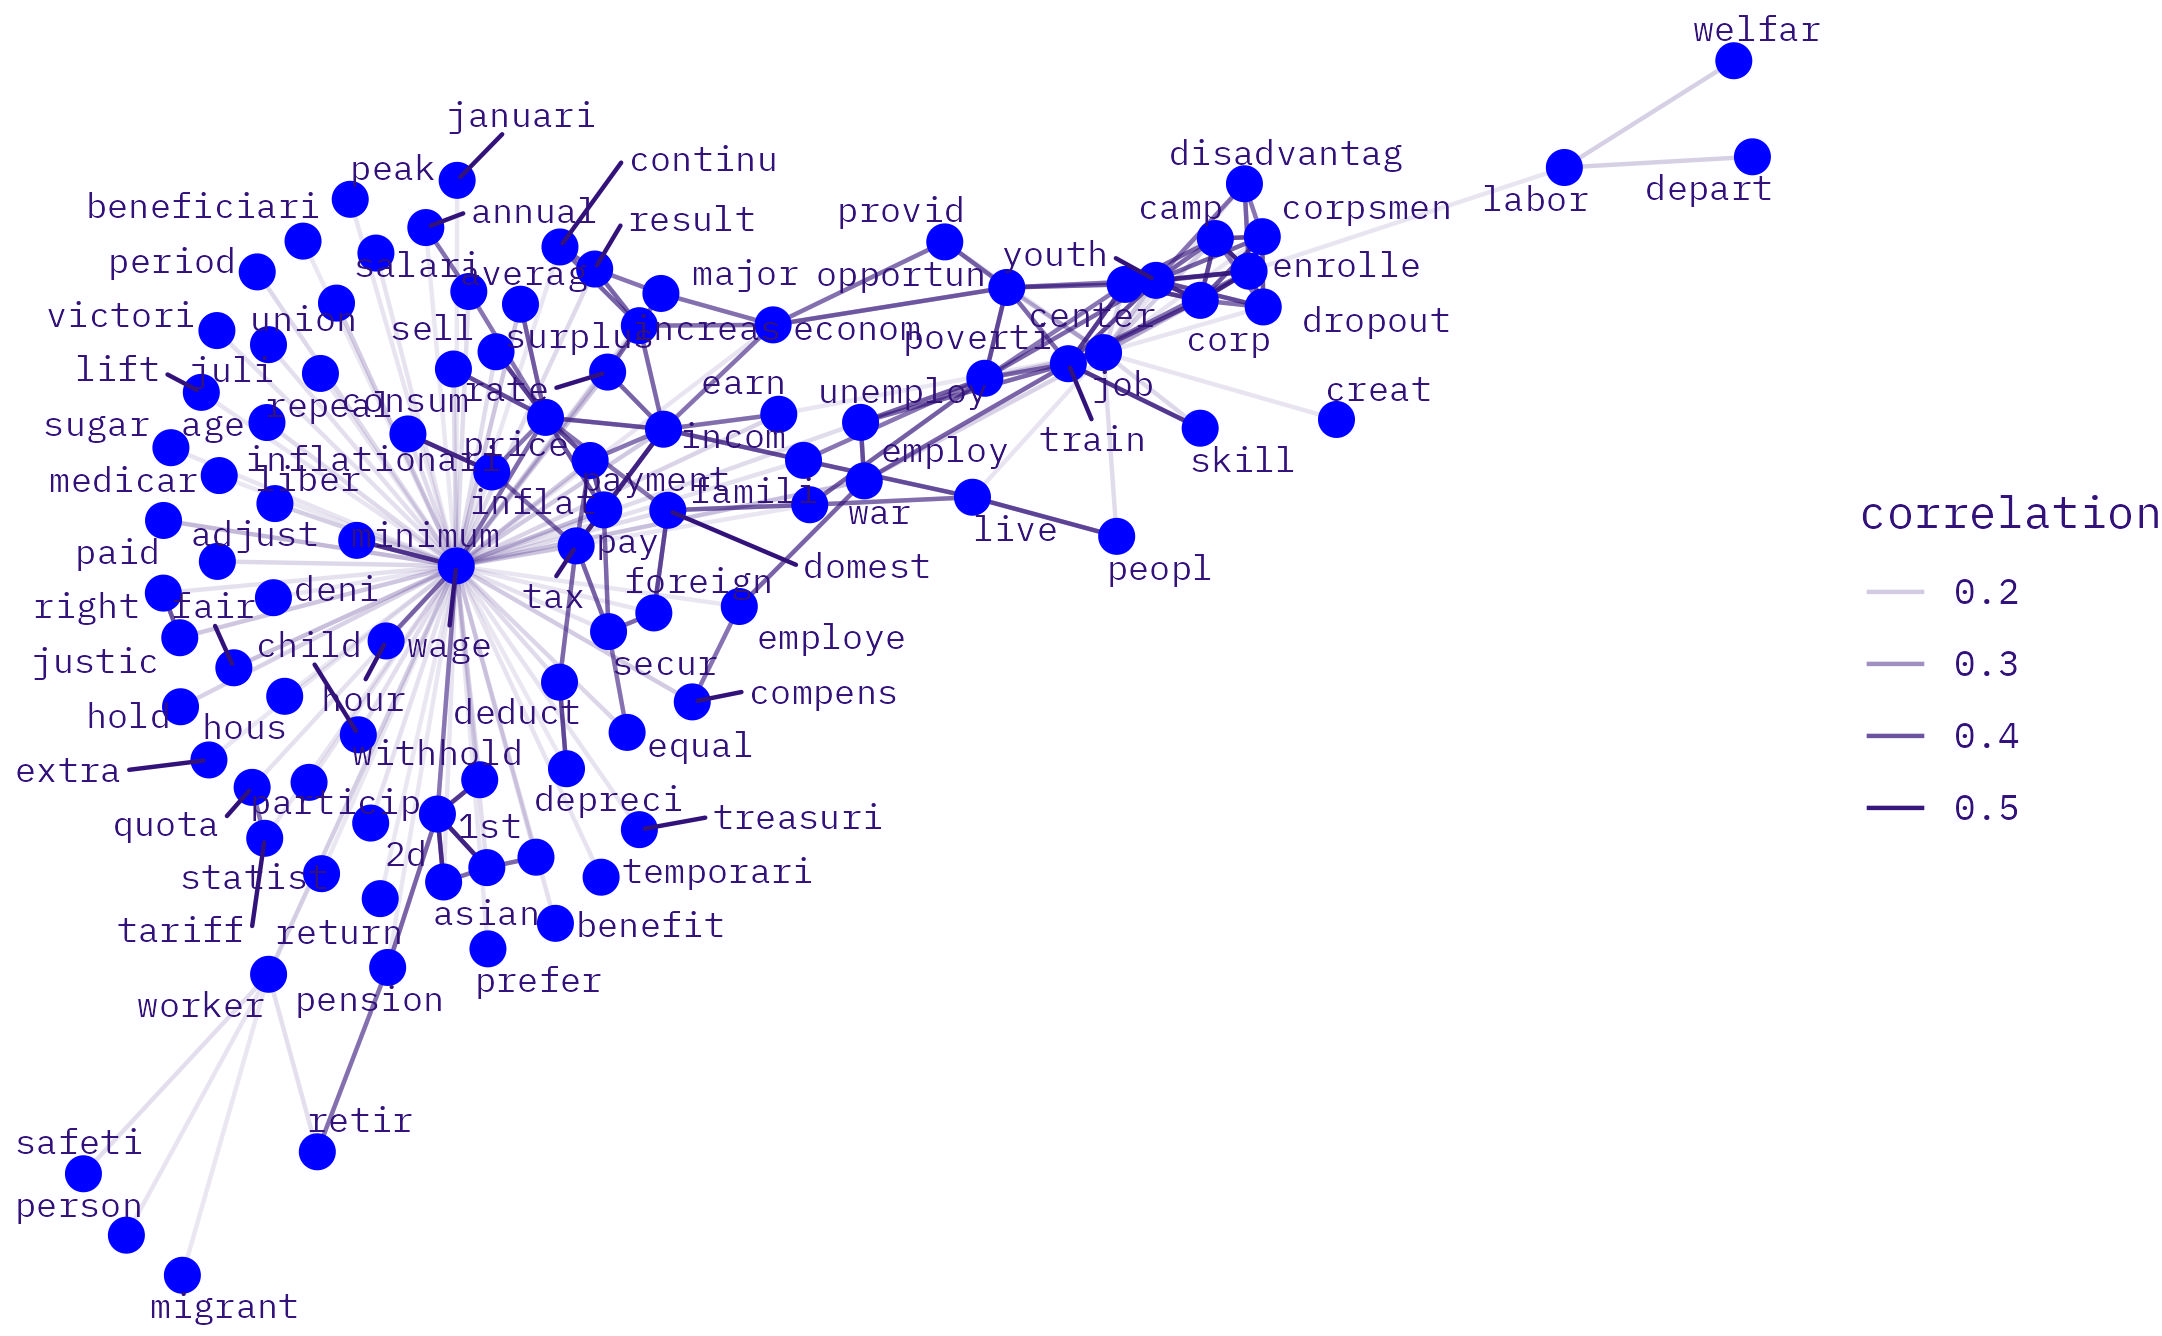 welfar
januari
continu
disadvantag
peak
depart
labor
beneficiari
annual
result
provid
camp
corpsmen
period
salari
averag
major
opportun
youth
enrolle
victori
union
sell
surplus
increas
econom
poverti
center
corp
dropout
lift
juli
repeal
consum
rate
earn
unemploy
job
creat
sugar
age
price
incom
employ
train
skill
medicar
inflationari
liber
inflat
payment
famili
war
live
correlation
paid
adjust
minimum
pay
domest
peopl
right
fair
deni
tax
foreign
0.2
justic
child
wage
secur
employe
0.3
hold
hous
hour
deduct
compens
0.4
extra
withhold
equal
quota
particip
1st
depreci
treasuri
0.5
statist
2d
temporari
tariff
return
asian
benefit
worker
pension
prefer
retir
safeti
person
migrant